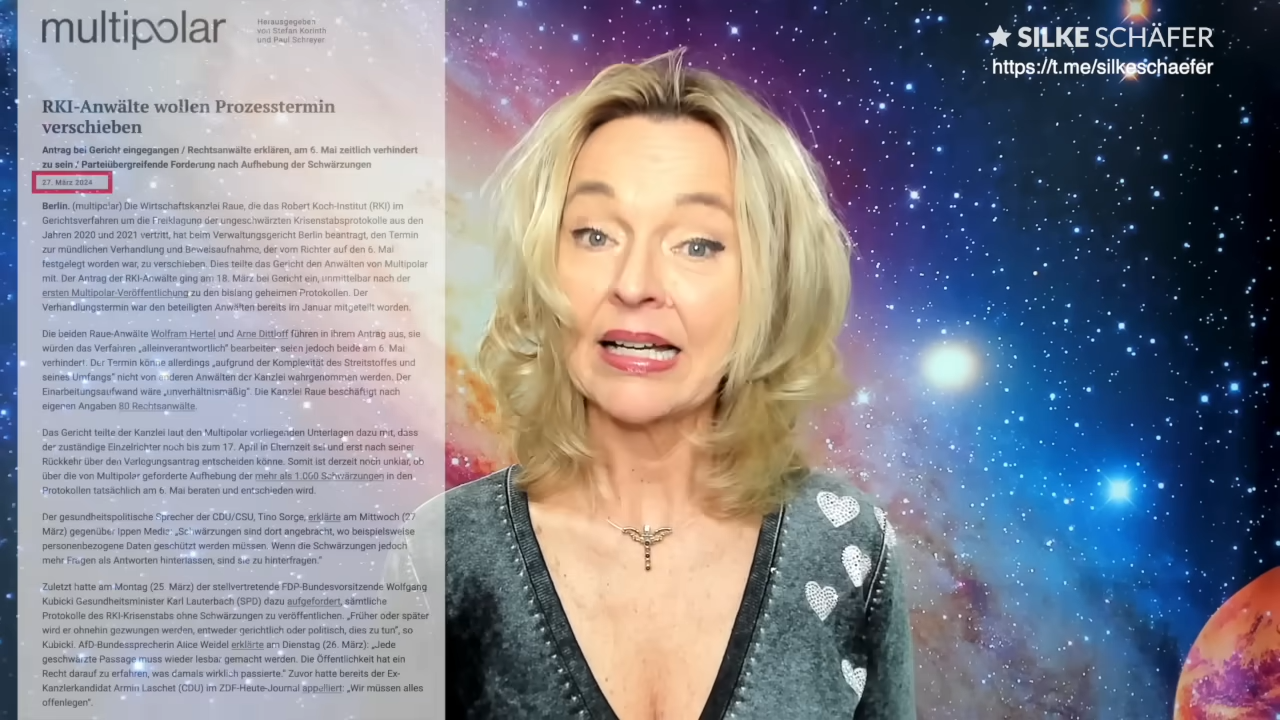 multipolar
Herausgegeben
von Stefan Korinth
und Paul Schreyer
RKI-Anwälte wollen Prozesstermin
verschieben
Antrag bei Gericht eingegangen / Rechtsanwälte erklären, am 6. Mai zeitlich verhindert
zu sein / Parteiübergreifende Forderung nach Aufhebung der Schwärzungen
27. März 2024
Berlin. (multipolar) Die Wirtschaftskanzlei Raue, die das Robert Koch-Institut (RKI) im
Gerichtsverfahren um die Freiklagung der ungeschwärzten Krisenstabsprotokolle aus den
Jahren 2020 und 2021 vertritt, hat beim Verwaltungsgericht Berlin beantragt, den Termin
zur mündlichen Verhandlung und Beweisaufnahme, der vom Richter auf den 6. Mai
festgelegt worden war, zu verschieben. Dies teilte das Gericht den Anwälten von Multipolar
mit. Der Antrag der RKI-Anwälte ging am 18. März bei Gericht ein, unmittelbar nach der
ersten Multipolar-Veröffentlichung zu den bislang geheimen Protokollen. Der
Verhandlungstermin war den beteiligten Anwälten bereits im Januar mitgeteilt worden.
Die beiden Raue-Anwälte Wolfram Hertel und Arne Dittloff führen in ihrem Antrag aus, sie
würden das Verfahren „alleinverantwortlich" bearbeiten, seien jedoch beide am 6. Mai
verhindert. Der Termin könne allerdings „aufgrund der Komplexität des Streitstoffes und
seines Umfangs" nicht von anderen Anwälten der Kanzlei wahrgenommen werden. Der
Einarbeitungsaufwand wäre „unverhältnismäßig". Die Kanzlei Raue beschäftigt nach
eigenen Angaben 80 Rechtsanwälte.
Das Gericht teilte der Kanzlei laut den Multipolar vorliegenden Unterlagen dazu mit, dass
der zuständige Einzelrichter noch bis zum 17. April in Elternzeit sei und erst nach seiner
Rückkehr über den Verlegungsantrag entscheiden könne. Somit ist derzeit noch unklar, ob
über die von Multipolar geforderte Aufhebung der mehr als 1.000 Schwärzungen in den
Protokollen tatsächlich am 6. Mai beraten und entschieden wird.
Der gesundheitspolitische Sprecher der CDU/CSU, Tino Sorge, erklärte am Mittwoch (27.
März) gegenüber Ippen Media: „Schwärzungen sind dort angebracht, wo beispielsweise
personenbezogene Daten geschützt werden müssen. Wenn die Schwärzungen jedoch
mehr Fragen als Antworten hinterlassen, sind sie zu hinterfragen."
Zuletzt hatte am Montag (25. März) der stellvertretende FDP-Bundesvorsitzende Wolfgang
Kubicki Gesundheitsminister Karl Lauterbach (SPD) dazu aufgefordert, sämtliche
Protokolle des RKI-Krisenstabs ohne Schwärzungen zu veröffentlichen. „Früher oder später
wird er ohnehin gezwungen werden, entweder gerichtlich oder politisch, dies zu tun", so
Kubicki. AfD-Bundessprecherin Alice Weidel erklärte am Dienstag (26. März): „Jede
geschwärzte Passage muss wieder lesbar gemacht werden. Die Öffentlichkeit hat ein
Recht darauf zu erfahren, was damals wirklich passierte." Zuvor hatte bereits der Ex-
Kanzlerkandidat Armin Laschet (CDU) im ZDF-Heute-Journal appelliert: „Wir müssen alles
offenlegen".
SILKE SCHÄFER
https://t.me/silkeschaefer